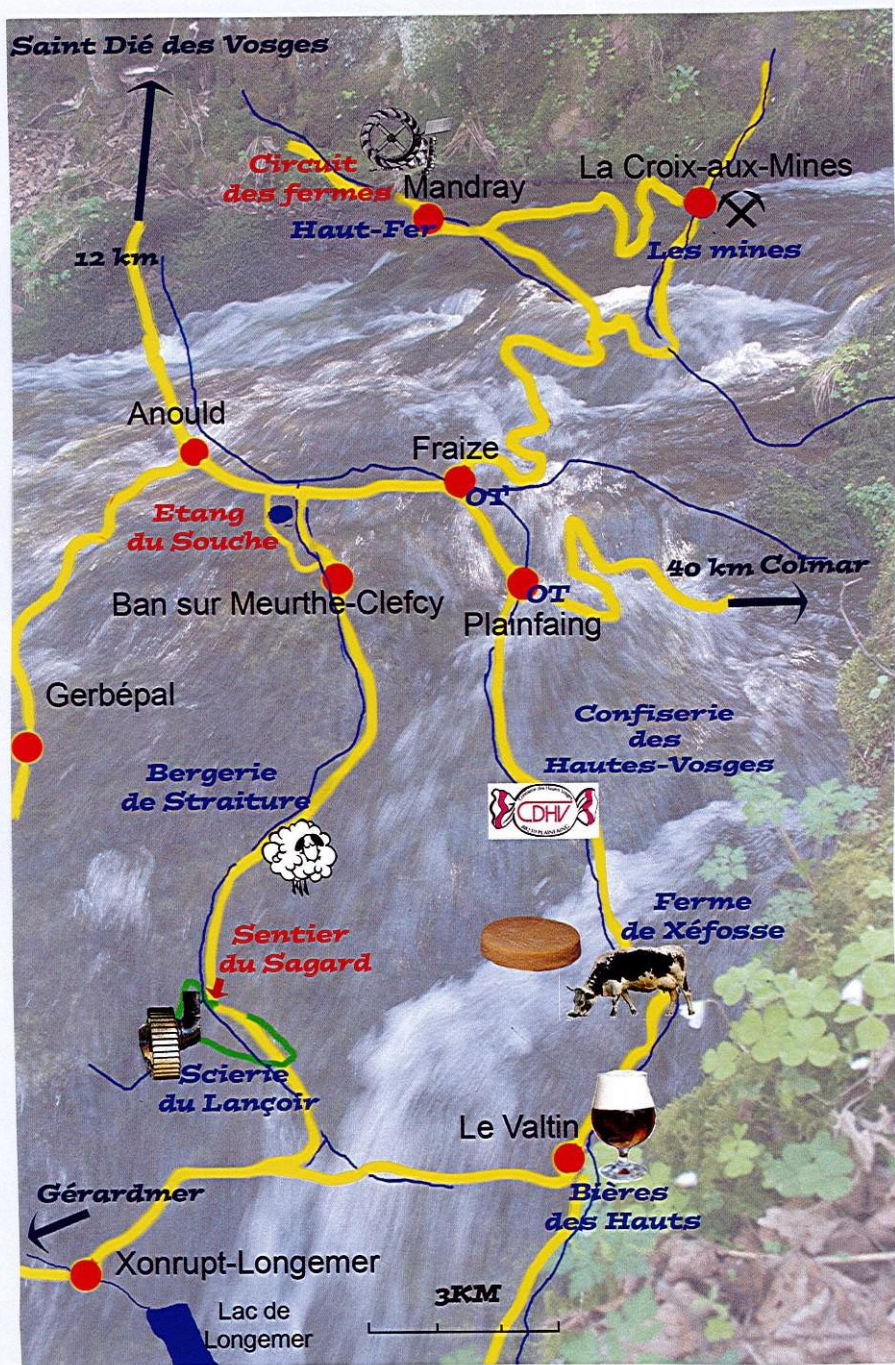 Saint Dié des Vosges
Circuit
des fermes
Mandray
La Croix-aux-Mines
Haut-Fer
Les mines
12 km
Anould
Fraize
OT
Etang
du Souche
40 km Colmar
Ban sur Meurthe-Clefcy
OT
Plainfaing
Gerbépal
Confiserie
des
Hautes-Vosges
Bergerie
de Straiture
CDHV
Ferme
de Xéfosse
Sentier
du Sagard
Scierie
du Lançoir
Le Valtin
Gérardmer
Bières
des Hauts
Xonrupt-Longemer
3KM
Lac de
Longemer